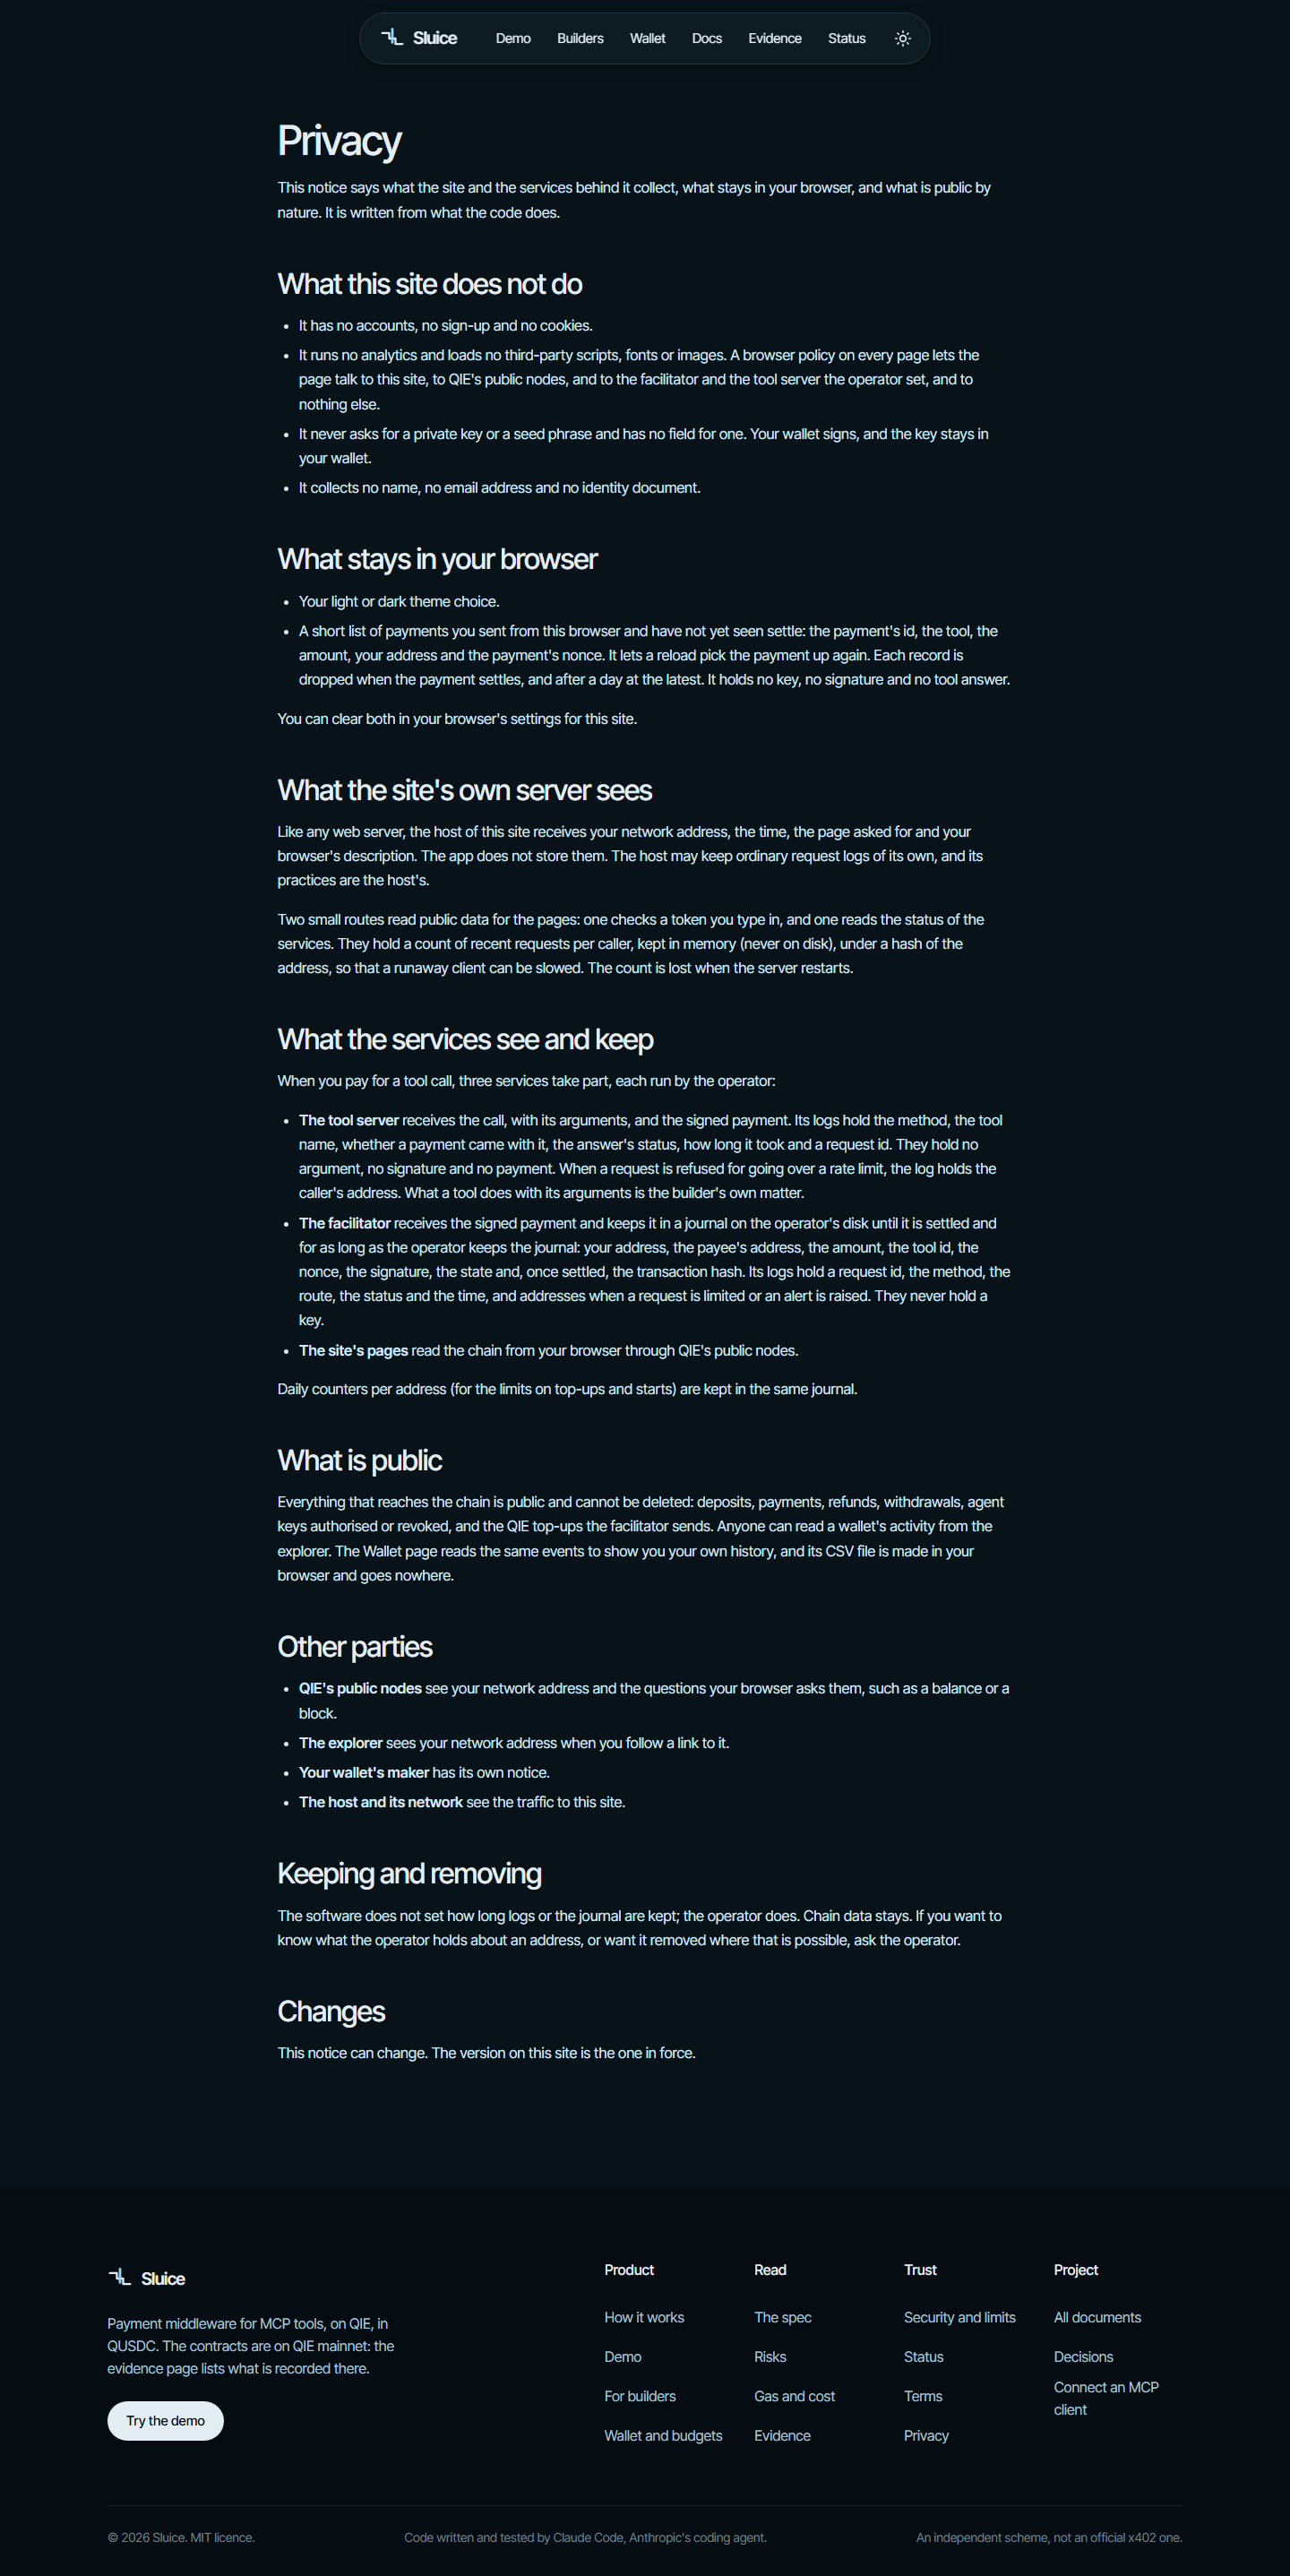 Sluice
Demo
Builders
Wallet
Docs
Evidence
Status
Privacy
This notice says what the site and the services behind it collect, what stays in your browser, and what is public by
nature. It is written from what the code does.
What this site does not do
It has no accounts, no sign-up and no cookies.
It runs no analytics and loads no third-party scripts, fonts or images. A browser policy on every page lets the
page talk to this site, to QIE's public nodes, and to the facilitator and the tool server the operator set, and to
nothing else.
It never asks for a private key or a seed phrase and has no field for one. Your wallet signs, and the key stays in
your wallet.
It collects no name, no email address and no identity document.
What stays in your browser
Your light or dark theme choice.
A short list of payments you sent from this browser and have not yet seen settle: the payment's id, the tool, the
amount, your address and the payment's nonce. It lets a reload pick the payment up again. Each record is
dropped when the payment settles, and after a day at the latest. It holds no key, no signature and no tool answer.
You can clear both in your browser's settings for this site.
What the site's own server sees
Like any web server, the host of this site receives your network address, the time, the page asked for and your
browser's description. The app does not store them. The host may keep ordinary request logs of its own, and its
practices are the host's.
Two small routes read public data for the pages: one checks a token you type in, and one reads the status of the
services. They hold a count of recent requests per caller, kept in memory (never on disk), under a hash of the
address, so that a runaway client can be slowed. The count is lost when the server restarts.
What the services see and keep
When you pay for a tool call, three services take part, each run by the operator:
The tool server receives the call, with its arguments, and the signed payment. Its logs hold the method, the tool
name, whether a payment came with it, the answer's status, how long it took and a request id. They hold no
argument, no signature and no payment. When a request is refused for going over a rate limit, the log holds the
caller's address. What a tool does with its arguments is the builder's own matter.
The facilitator receives the signed payment and keeps it in a journal on the operator's disk until it is settled and
for as long as the operator keeps the journal: your address, the payee's address, the amount, the tool id, the
nonce, the signature, the state and, once settled, the transaction hash. Its logs hold a request id, the method, the
route, the status and the time, and addresses when a request is limited or an alert is raised. They never hold a
key.
The site's pages read the chain from your browser through QIE's public nodes.
Daily counters per address (for the limits on top-ups and starts) are kept in the same journal.
What is public
Everything that reaches the chain is public and cannot be deleted: deposits, payments, refunds, withdrawals, agent
keys authorised or revoked, and the QIE top-ups the facilitator sends. Anyone can read a wallet's activity from the
explorer. The Wallet page reads the same events to show you your own history, and its CSV file is made in your
browser and goes nowhere.
Other parties
QIE's public nodes see your network address and the questions your browser asks them, such as a balance or a
block.
The explorer sees your network address when you follow a link to it.
Your wallet's maker has its own notice.
The host and its network see the traffic to this site.
Keeping and removing
The software does not set how long logs or the journal are kept; the operator does. Chain data stays. If you want to
know what the operator holds about an address, or want it removed where that is possible, ask the operator.
Changes
This notice can change. The version on this site is the one in force.
Sluice
Payment middleware for MCP tools, on QIE, in
QUSDC. The contracts are on QIE mainnet: the
evidence page lists what is recorded there.
Try the demo
Product
How it works
Demo
For builders
Wallet and budgets
Read
The spec
Risks
Gas and cost
Evidence
Trust
Security and limits
Status
Terms
Privacy
Project
All documents
Decisions
Connect an MCP
client
© 2026 Sluice. MIT licence.
Code written and tested by Claude Code, Anthropic's coding agent.
An independent scheme, not an official x402 one.